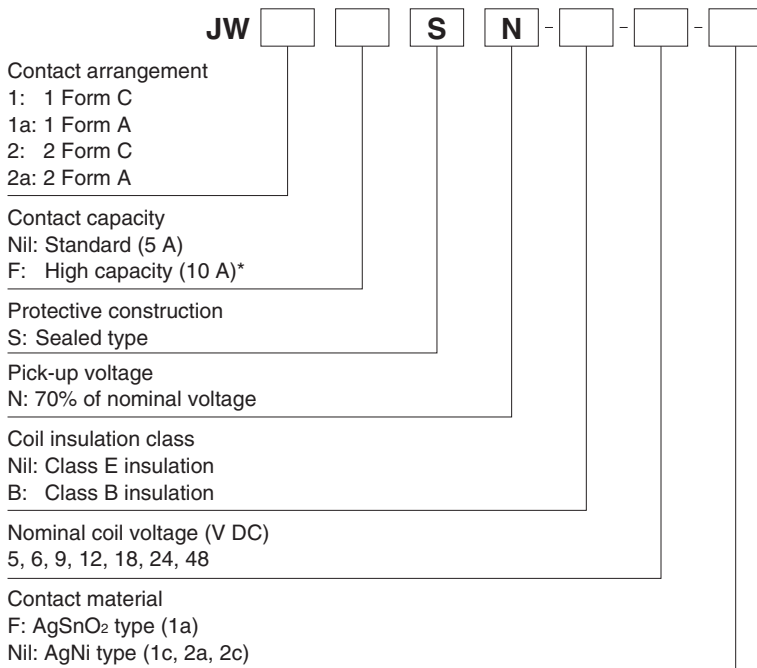 JW S N - - -
Contact arrangement
1: 1 Form C
1a: 1 Form A
2: 2 Form C
2a: 2 Form A
Contact capacity
Nil: Standard (5 A)
F: High capacity (10 A)*
Protective construction
S: Sealed type
Pick-up voltage
N: 70% of nominal voltage
Coil insulation class
Nil: Class E insulation
B: Class B insulation
Nominal coil voltage (V DC)
5, 6, 9, 12, 18, 24, 48
Contact material
F: AgSnO₂ type (1a)
Nil: AgNi type (1c, 2a, 2c)